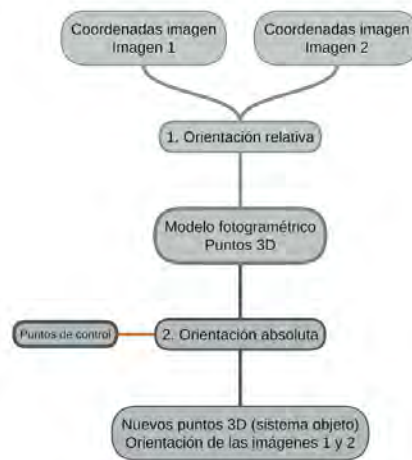 Coordenadas imagen
Imagen 1
Coordenadas imagen
Imagen 2
1. Orientación relativa
Modelo fotogramétrico
Puntos 3D
Puntos de control
2. Orientación absoluta
Nuevos puntos 3D (sistema objeto)
Orientación de las imágenes 1 y 2